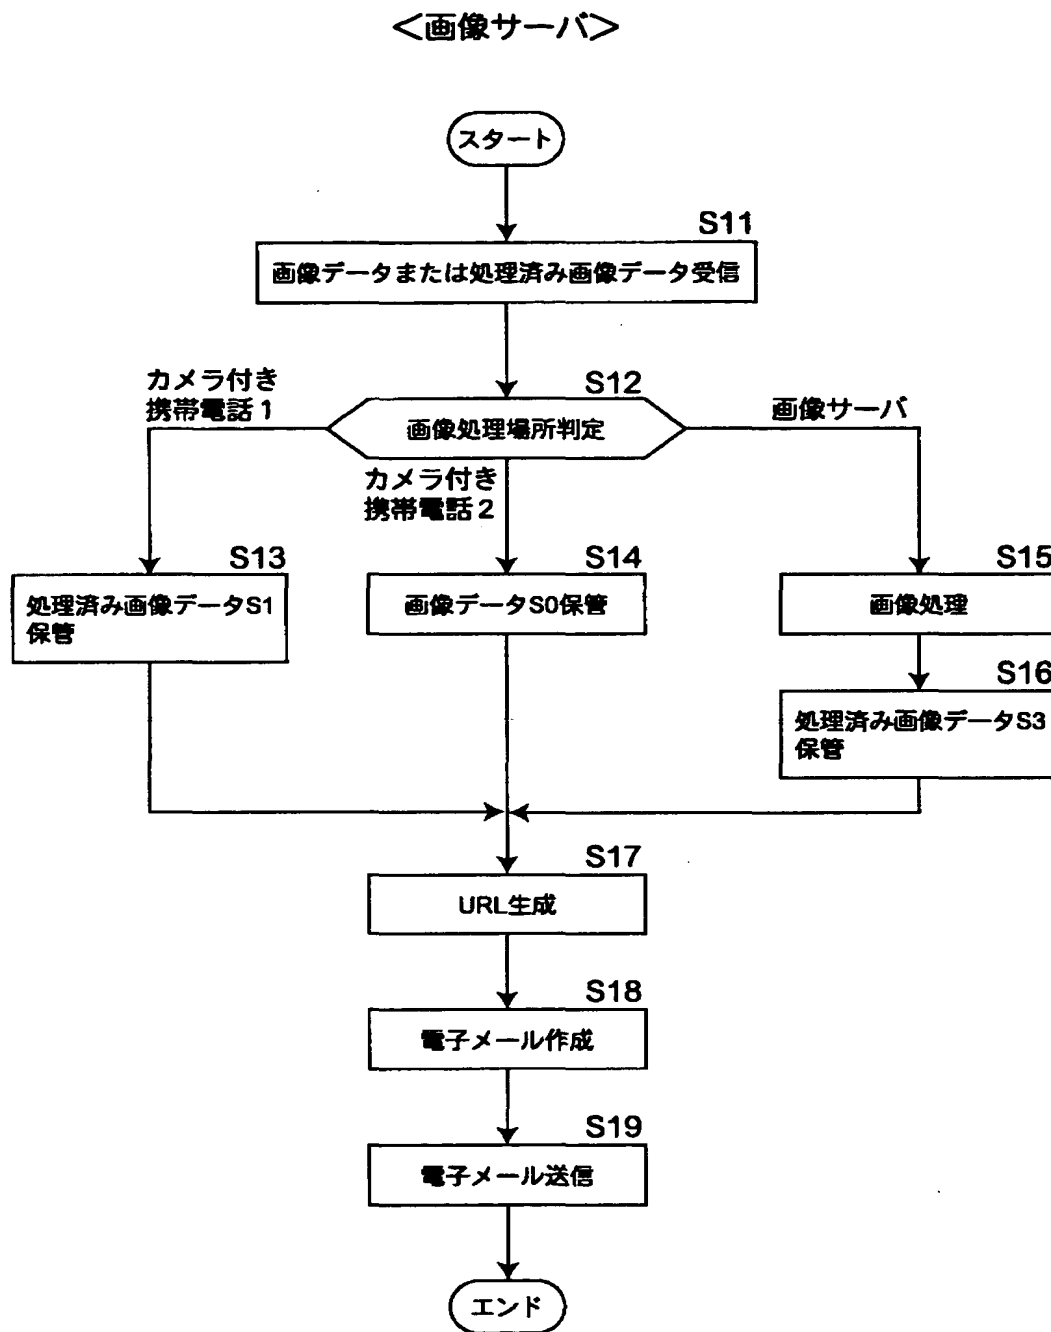 ＜画像サーバ＞
スタート
S11
画像データまたは処理済み画像データ受信
S12
画像処理場所判定
カメラ付き
携帯電話1
カメラ付き
携帯電話2
画像サーバ
S13
処理済み画像データS1
保管
S14
画像データS0保管
S15
画像処理
S16
処理済み画像データS3
保管
S17
URL生成
S18
電子メール作成
S19
電子メール送信
エンド